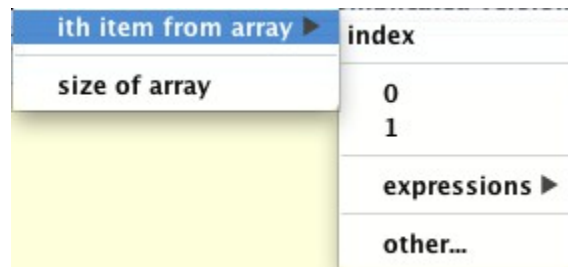 ith item from array ▶
index
size of array
0
1
expressions ▶
other...